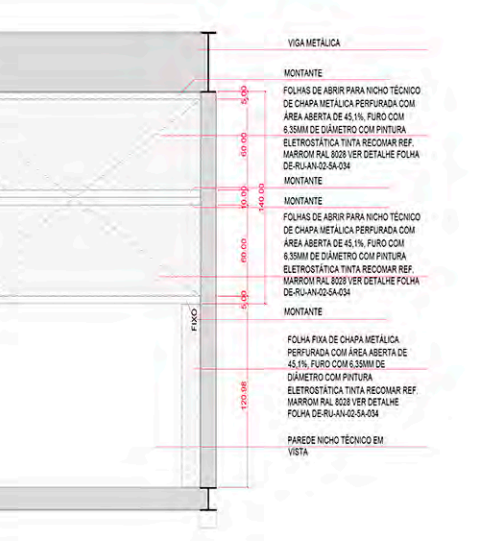 VIGA METÁLICA
MONTANTE
FOLHAS DE ABRIR PARA NICHO TÉCNICO
DE CHAPA METÁLICA PERFURADA COM
ÁREA ABERTA DE 45,1%, FURO COM
6,35MM DE DIÂMETRO COM PINTURA
ELETROSTÁTICA TINTA RECOMAR REF.
MARROM RAL 8028 VER DETALHE FOLHA
DE-RU-AN-02-5A-034
MONTANTE
MONTANTE
FOLHAS DE ABRIR PARA NICHO TÉCNICO
DE CHAPA METÁLICA PERFURADA COM
ÁREA ABERTA DE 45,1%, FURO COM
6,35MM DE DIÂMETRO COM PINTURA
ELETROSTÁTICA TINTA RECOMAR REF.
MARROM RAL 8028 VER DETALHE FOLHA
DE-RU-AN-02-5A-034
MONTANTE
FOLHA FIXA DE CHAPA METÁLICA
PERFURADA COM ÁREA ABERTA DE
45,1%, FURO COM 6,35MM DE
DIÂMETRO COM PINTURA
ELETROSTÁTICA TINTA RECOMAR REF.
MARROM RAL 8028 VER DETALHE
FOLHA DE-RU-AN-02-5A-034
PAREDE NICHO TÉCNICO EM
VISTA
5,00
60,00
10,00
140,00
60,00
5,00
FIXO
120,98